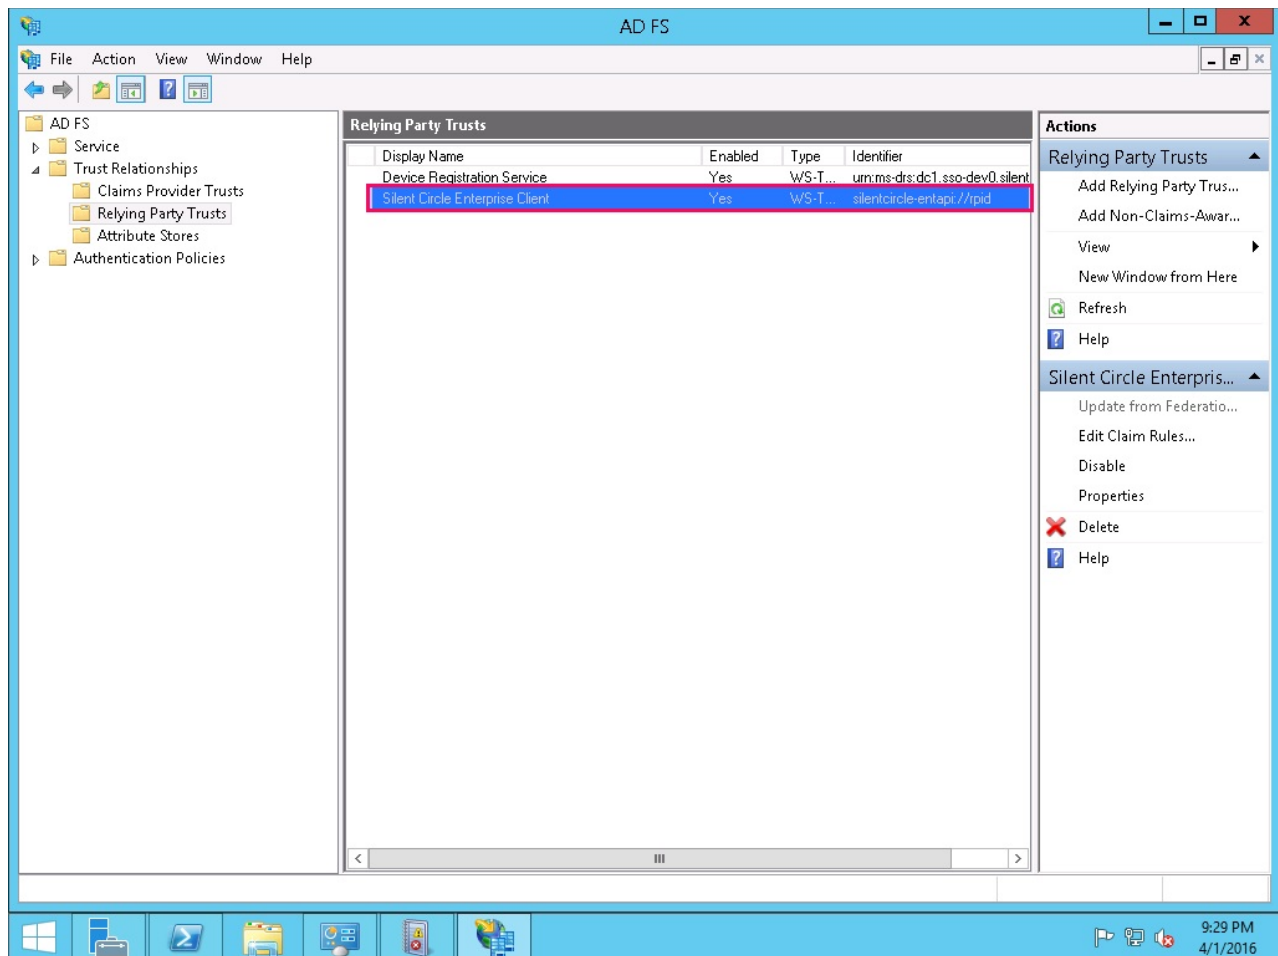 AD FS
File Action View Window Help
AD FS
Service
Trust Relationships
Claims Provider Trusts
Relying Party Trusts
Attribute Stores
Authentication Policies
Relying Party Trusts
Display Name Enabled Type Identifier
Device Registration Service Yes WS-T... urn:ms-drs:dc1.sso-dev0.silent
Silent Circle Enterprise Client Yes WS-T... silentcircle-entapi://rpid
Actions
Relying Party Trusts
Add Relying Party Trus...
Add Non-Claims-Awar...
View
New Window from Here
Refresh
Help
Silent Circle Enterpris...
Update from Federatio...
Edit Claim Rules...
Disable
Properties
Delete
Help
9:29 PM
4/1/2016